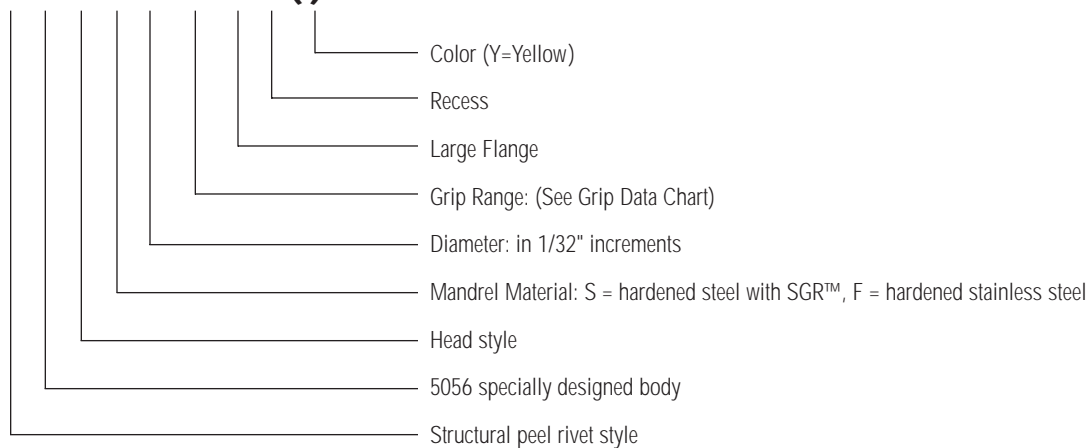 Color (Y=Yellow)
Recess
Large Flange
Grip Range: (See Grip Data Chart)
Diameter: in 1/32" increments
Mandrel Material: S = hardened steel with SGR™, F = hardened stainless steel
Head style
5056 specially designed body
Structural peel rivet style